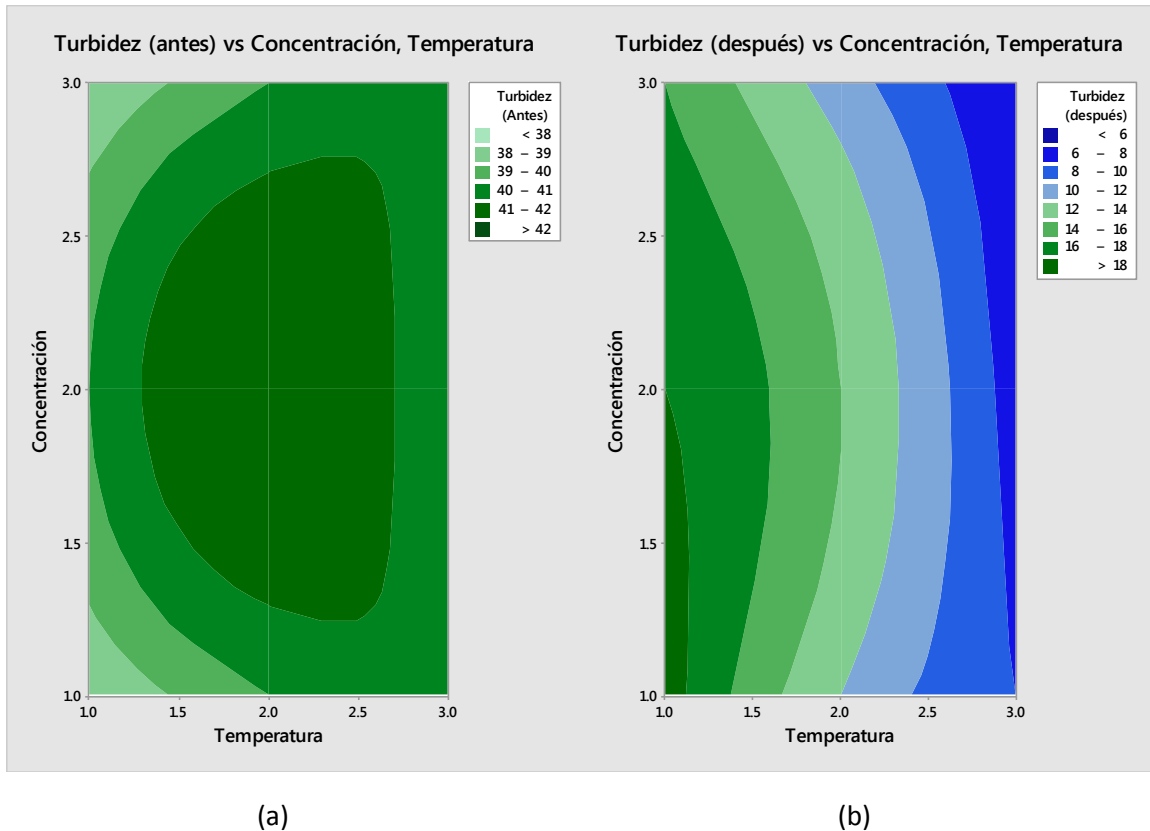 Turbidez (antes) vs Concentración, Temperatura
3.0
2.5
2.0
1.5
1.0
Concentración
1.0 1.5 2.0 2.5 3.0
Temperatura
Turbidez
(Antes)
< 38
38 – 39
39 – 40
40 – 41
41 – 42
> 42
Turbidez (después) vs Concentración, Temperatura
3.0
2.5
2.0
1.5
1.0
Concentración
1.0 1.5 2.0 2.5 3.0
Temperatura
Turbidez
(después)
< 6
6 – 8
8 – 10
10 – 12
12 – 14
14 – 16
16 – 18
> 18
(a) (b)